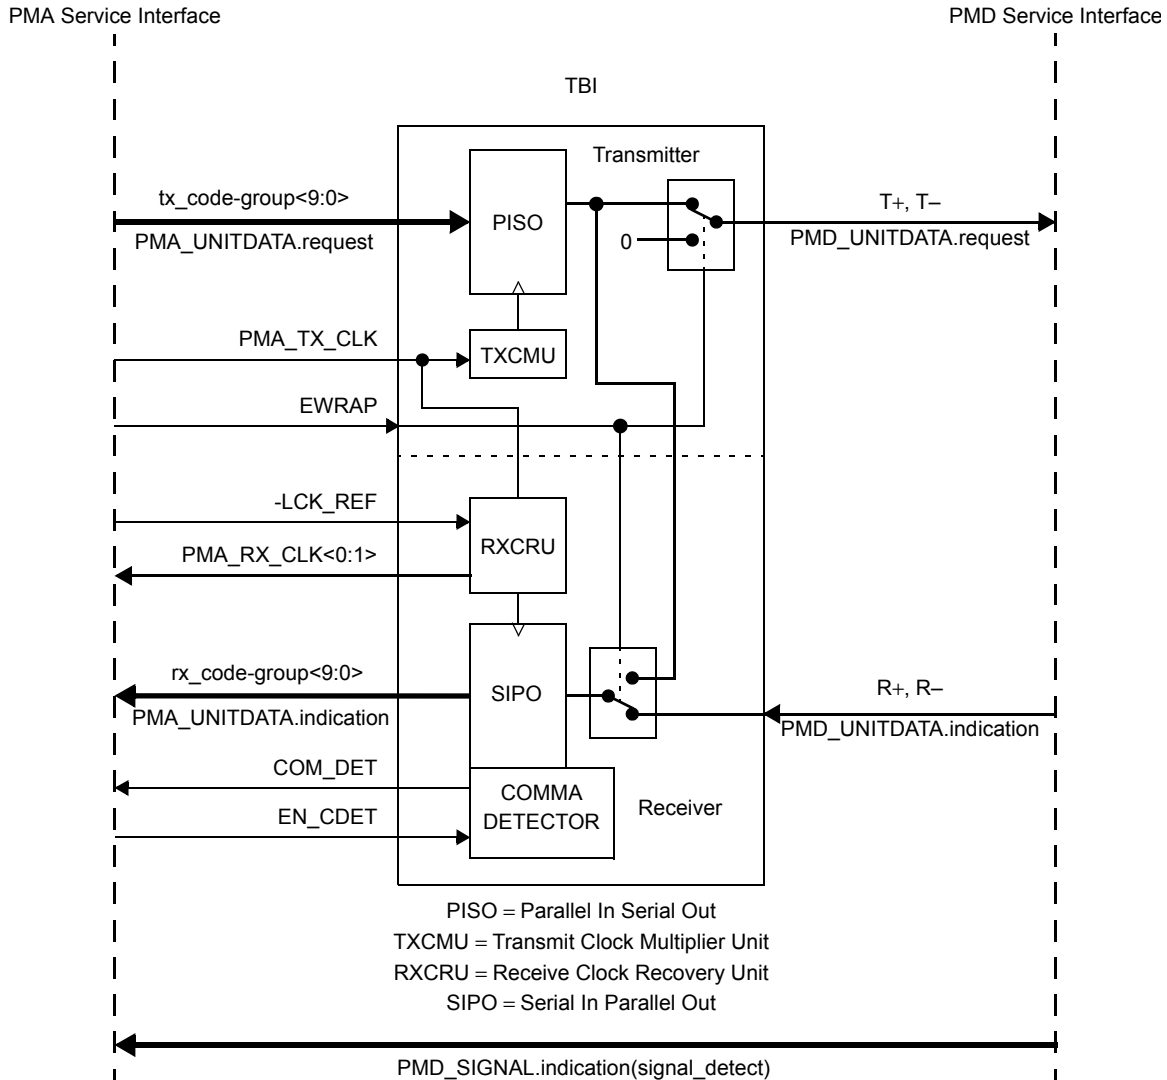 PMA Service Interface
PMD Service Interface
TBI
Transmitter
tx_code-group<9:0>
PMA_UNITDATA.request
PISO
0
T+, T–
PMD_UNITDATA.request
PMA_TX_CLK
TXCMU
EWRAP
-LCK_REF
RXCRU
PMA_RX_CLK<0:1>
rx_code-group<9:0>
PMA_UNITDATA.indication
SIPO
R+, R–
PMD_UNITDATA.indication
COM_DET
EN_CDET
COMMA
DETECTOR
Receiver
PISO = Parallel In Serial Out
TXCMU = Transmit Clock Multiplier Unit
RXCRU = Receive Clock Recovery Unit
SIPO = Serial In Parallel Out
PMD_SIGNAL.indication(signal_detect)